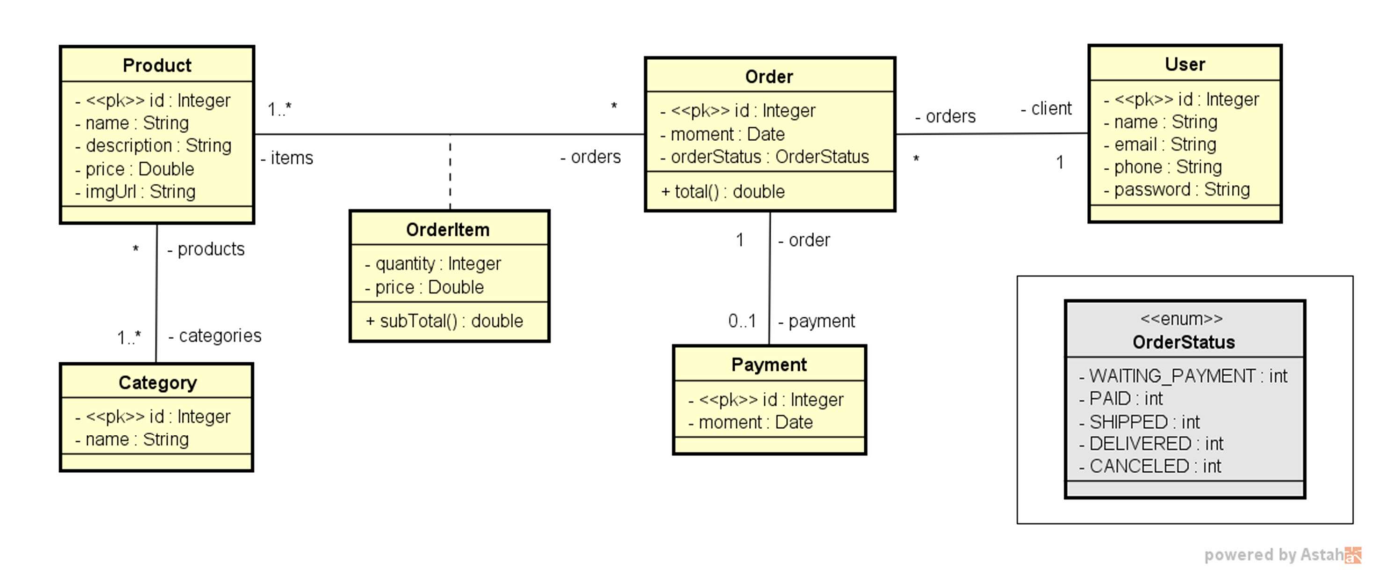 Product
- <<pk>> id : Integer
- name : String
- description : String
- price : Double
- imgUrl : String
1..*
- items
*
- orders
Order
- <<pk>> id : Integer
- moment : Date
- orderStatus : OrderStatus
+ total() : double
- orders
*
- client
1
User
- <<pk>> id : Integer
- name : String
- email : String
- phone : String
- password : String
OrderItem
- quantity : Integer
- price : Double
+ subTotal() : double
* - products
1..* - categories
Category
- <<pk>> id : Integer
- name : String
1 - order
0..1 - payment
Payment
- <<pk>> id : Integer
- moment : Date
<<enum>>
OrderStatus
- WAITING_PAYMENT : int
- PAID : int
- SHIPPED : int
- DELIVERED : int
- CANCELED : int
powered by Astah